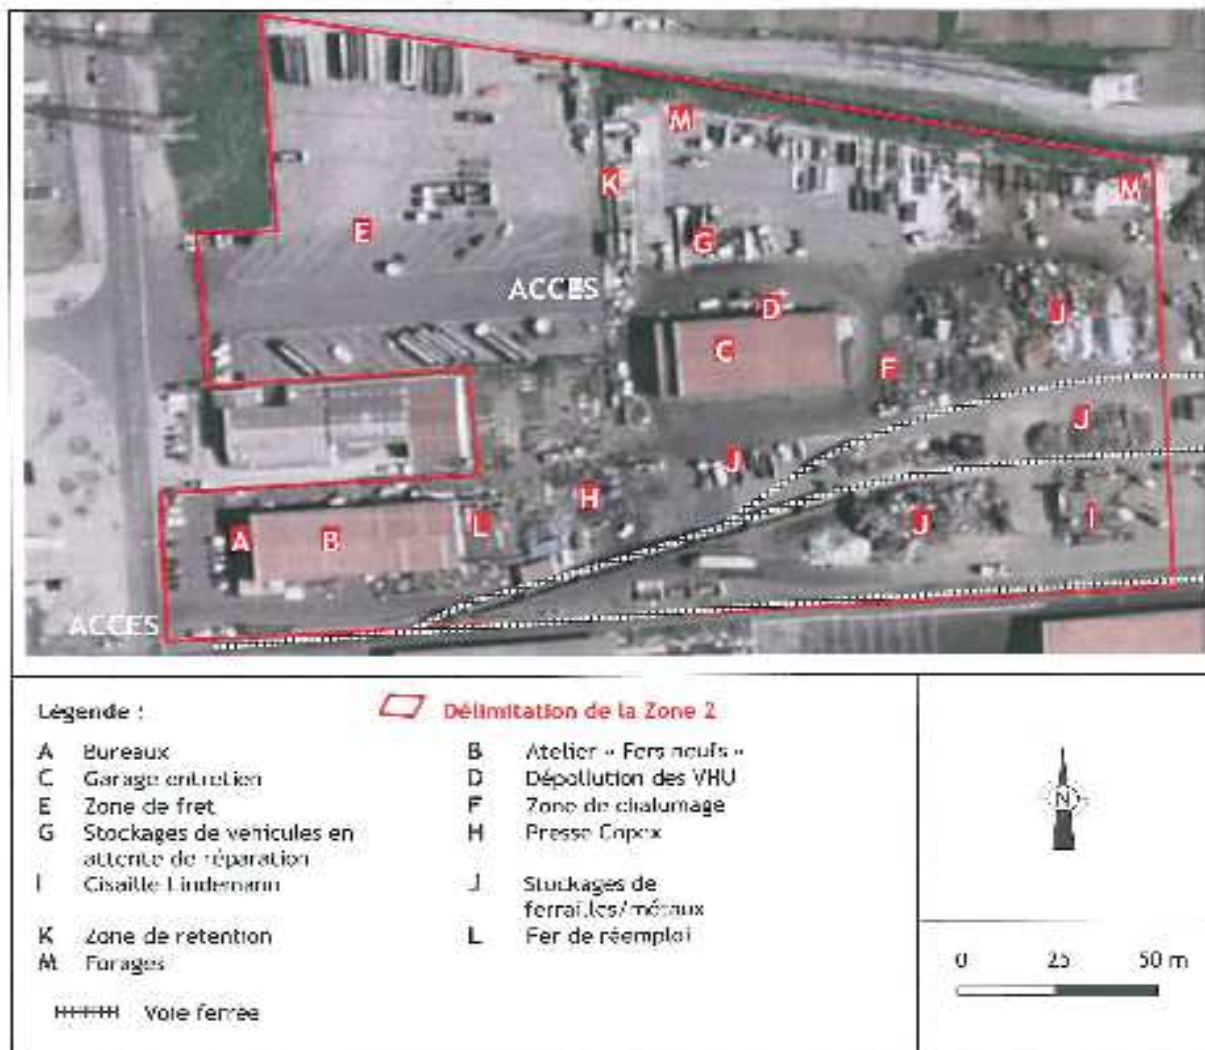 M
K
M
E
G
ACCES
D
J
C
F
J
J
H
A
B
L
J
I
ACCES
Légende :
Délimitation de la Zone 2
A Bureaux
B Atelier « Fers neufs »
C Garage entretien
D Dépollution des VHU
E Zone de fret
F Zone de chalumage
G Stockages de véhicules en
attente de réparation
H Presse Copex
I Cisaille Lindemann
J Stockages de
ferrailles/métaux
K Zone de rétention
L Fer de réemploi
M Forages
Voie ferrée
N
0 25 50 m